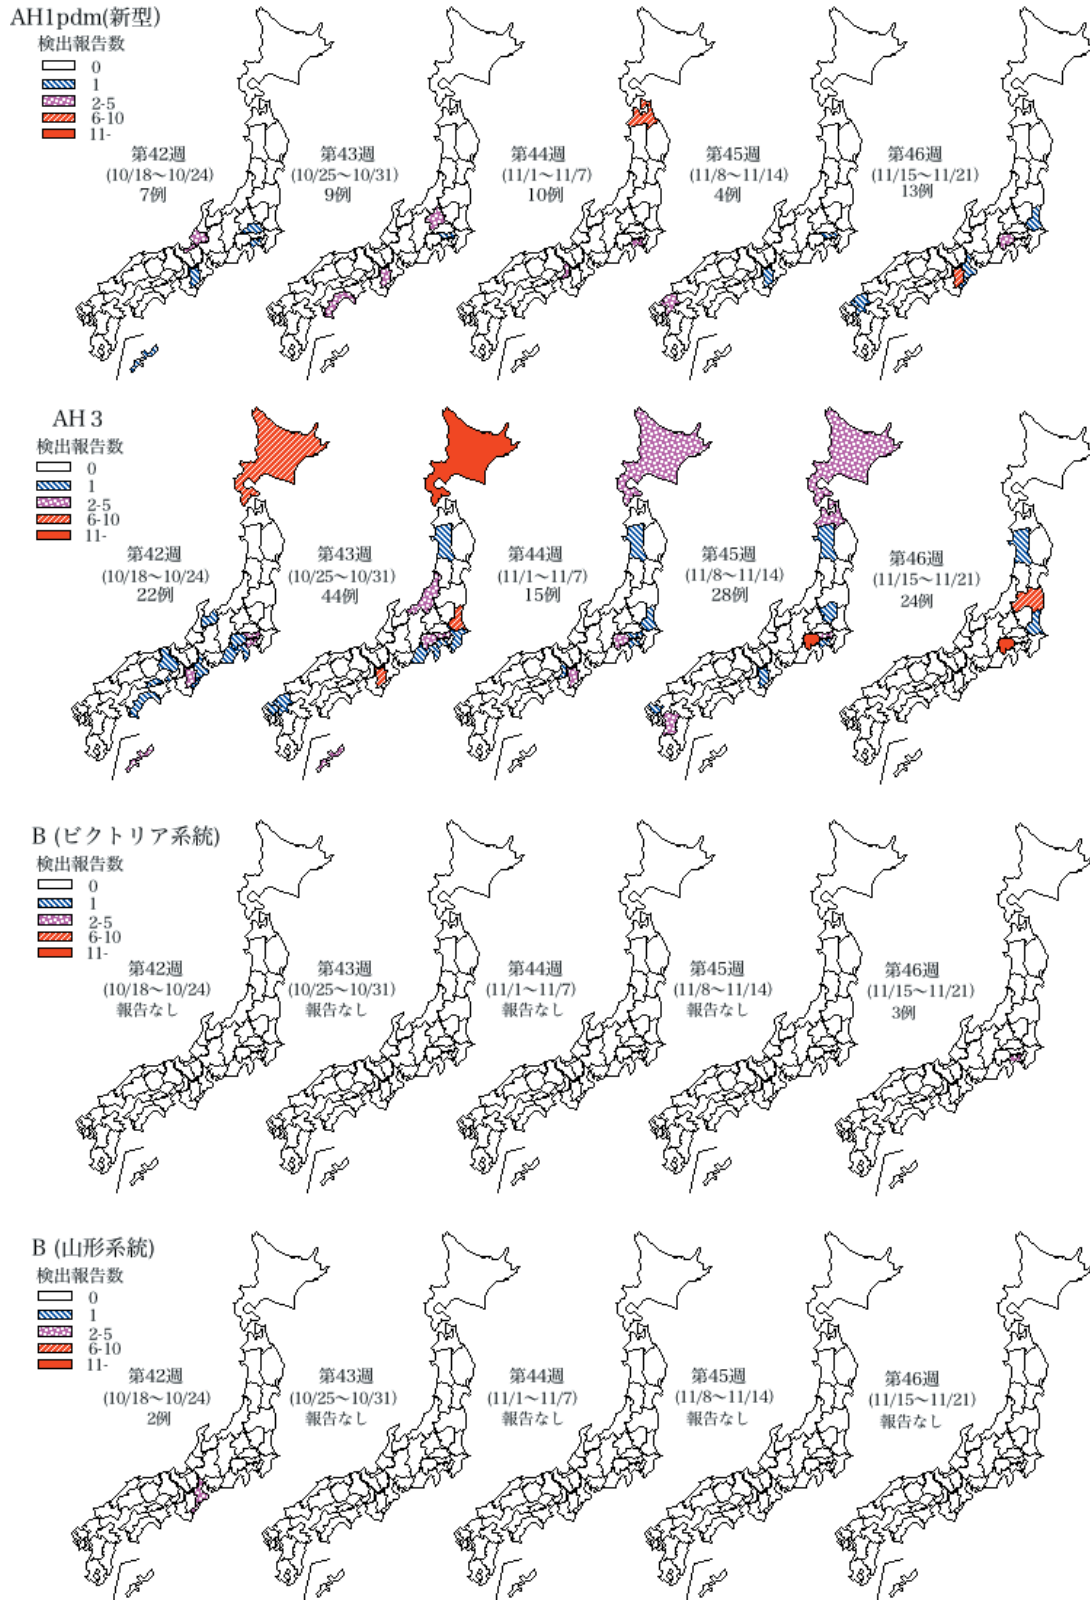 AH1pdm(新型)
検出報告数
0
1
2-5
6-10
11-
第42週
(10/18～10/24)
7例
第43週
(10/25～10/31)
9例
第44週
(11/1～11/7)
10例
第45週
(11/8～11/14)
4例
第46週
(11/15～11/21)
13例
AH 3
検出報告数
0
1
2-5
6-10
11-
第42週
(10/18～10/24)
22例
第43週
(10/25～10/31)
44例
第44週
(11/1～11/7)
15例
第45週
(11/8～11/14)
28例
第46週
(11/15～11/21)
24例
B (ビクトリア系統)
検出報告数
0
1
2-5
6-10
11-
第42週
(10/18～10/24)
報告なし
第43週
(10/25～10/31)
報告なし
第44週
(11/1～11/7)
報告なし
第45週
(11/8～11/14)
報告なし
第46週
(11/15～11/21)
3例
B (山形系統)
検出報告数
0
1
2-5
6-10
11-
第42週
(10/18～10/24)
2例
第43週
(10/25～10/31)
報告なし
第44週
(11/1～11/7)
報告なし
第45週
(11/8～11/14)
報告なし
第46週
(11/15～11/21)
報告なし